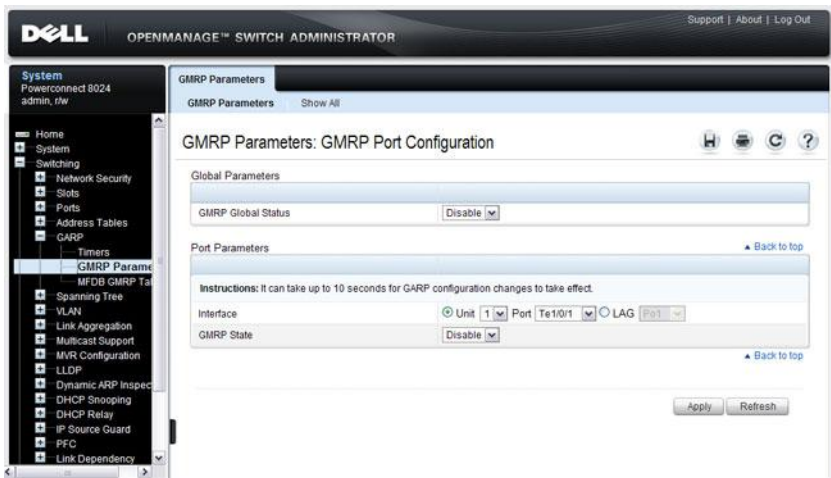 Support | About | Log Out
DELL OPENMANAGE™ SWITCH ADMINISTRATOR
System
Powerconnect 8024
admin, r/w
Home
System
Switching
Network Security
Slots
Ports
Address Tables
GARP
Timers
GMRP Parame
MFDB GMRP Tal
Spanning Tree
VLAN
Link Aggregation
Multicast Support
MVR Configuration
LLDP
Dynamic ARP Inspec
DHCP Snooping
DHCP Relay
IP Source Guard
PFC
Link Dependency
GMRP Parameters
GMRP Parameters Show All
GMRP Parameters: GMRP Port Configuration
Global Parameters
GMRP Global Status Disable
Port Parameters Back to top
Instructions: It can take up to 10 seconds for GARP configuration changes to take effect.
Interface Unit 1 Port Te1/0/1 LAG Po1
GMRP State Disable
Back to top
Apply Refresh